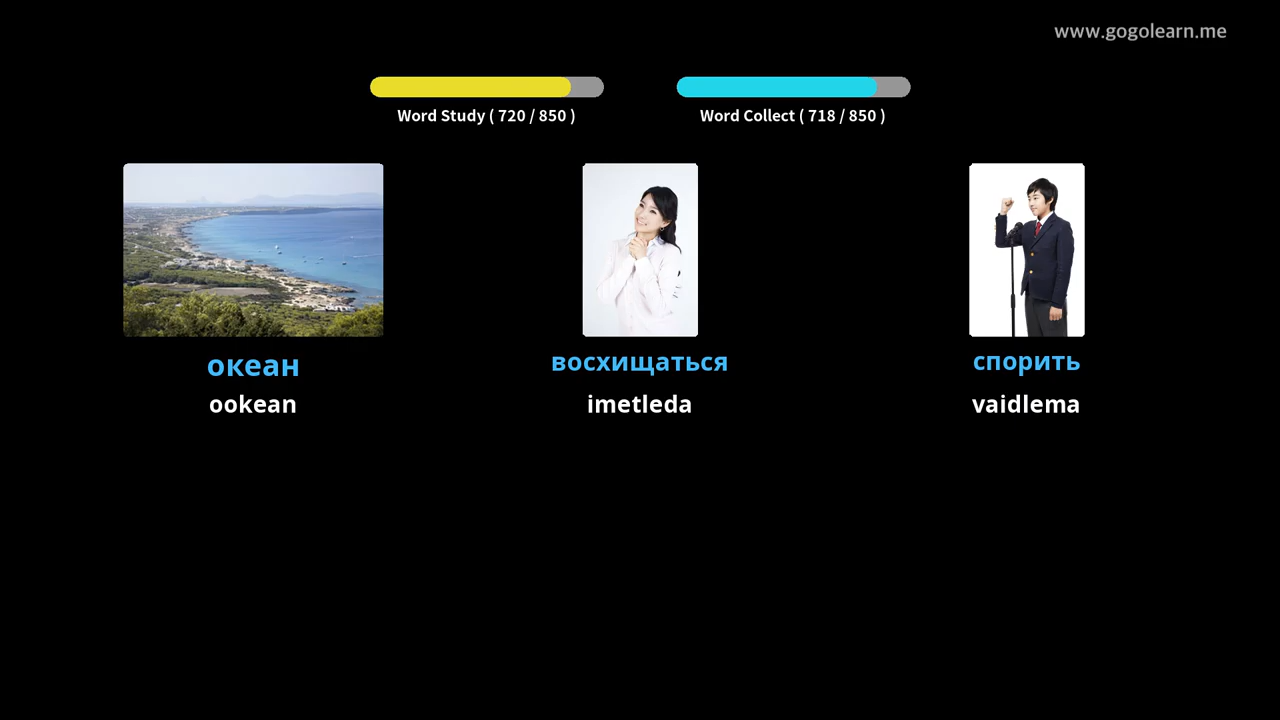 www.gogolearn.me
Word Study ( 720 / 850 )
Word Collect ( 718 / 850 )
океан
восхищаться
спорить
ookean
imetleda
vaidlema